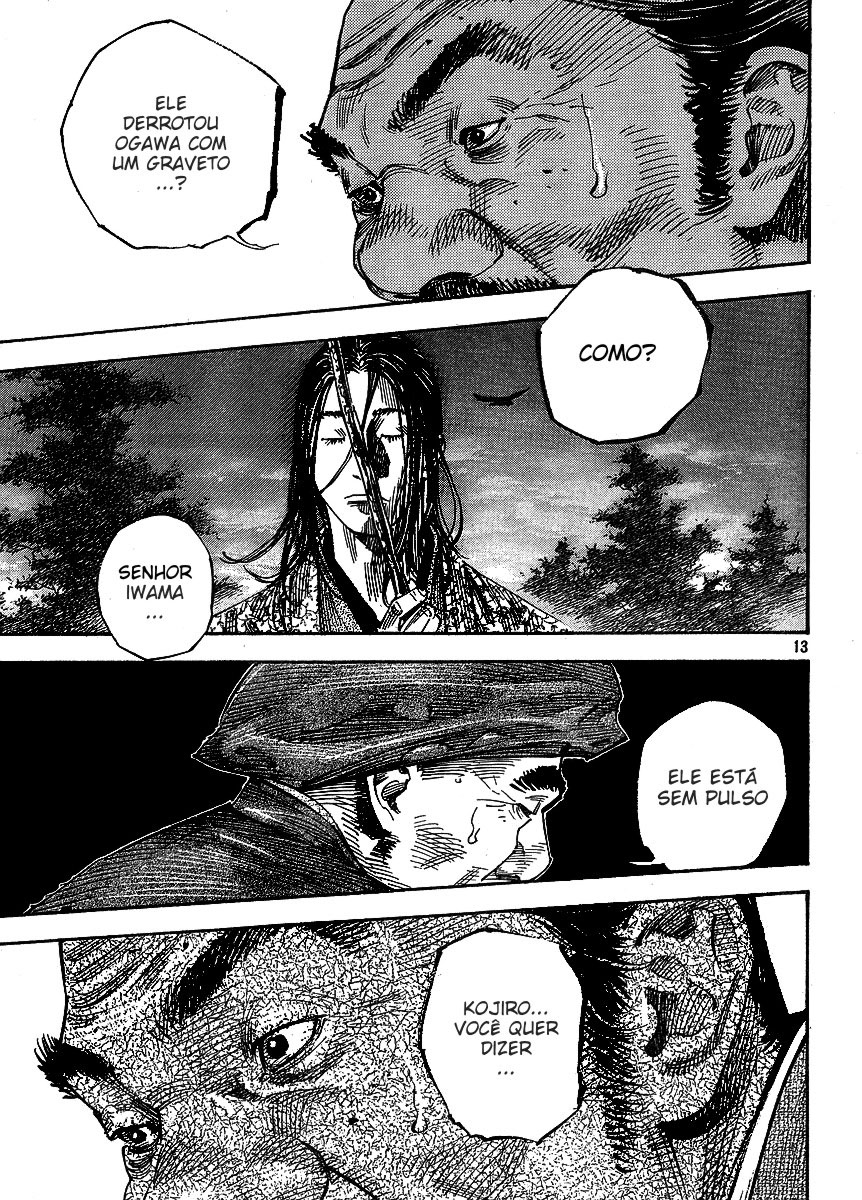 ELE
DERROTOU
OGAWA COM
UM GRAVETO
...?
COMO?
SENHOR
IWAMA
...
13
ELE ESTÁ
SEM PULSO
KOJIRO...
VOCÊ QUER
DIZER
...